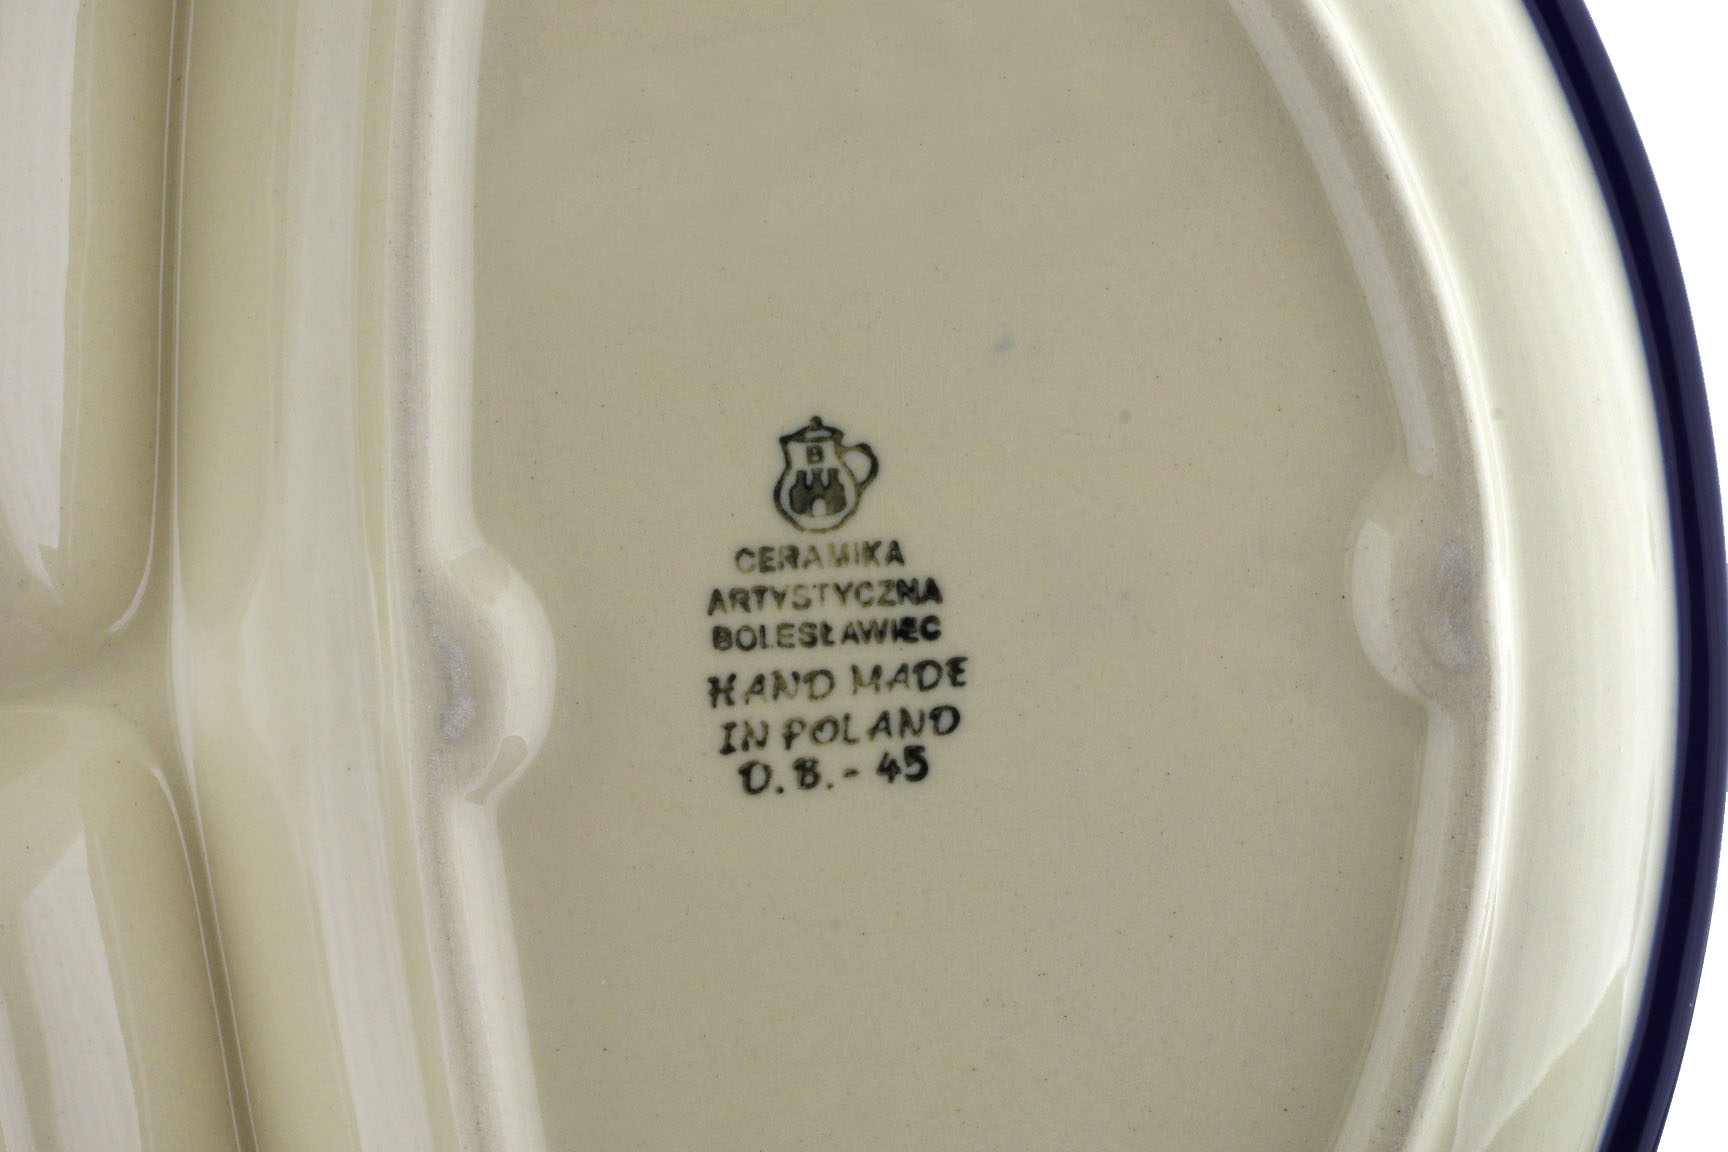 B
CERAMIKA
ARTYSTYCZNA
BOLESŁAWIEC
HAND MADE
IN POLAND
D.B.-45